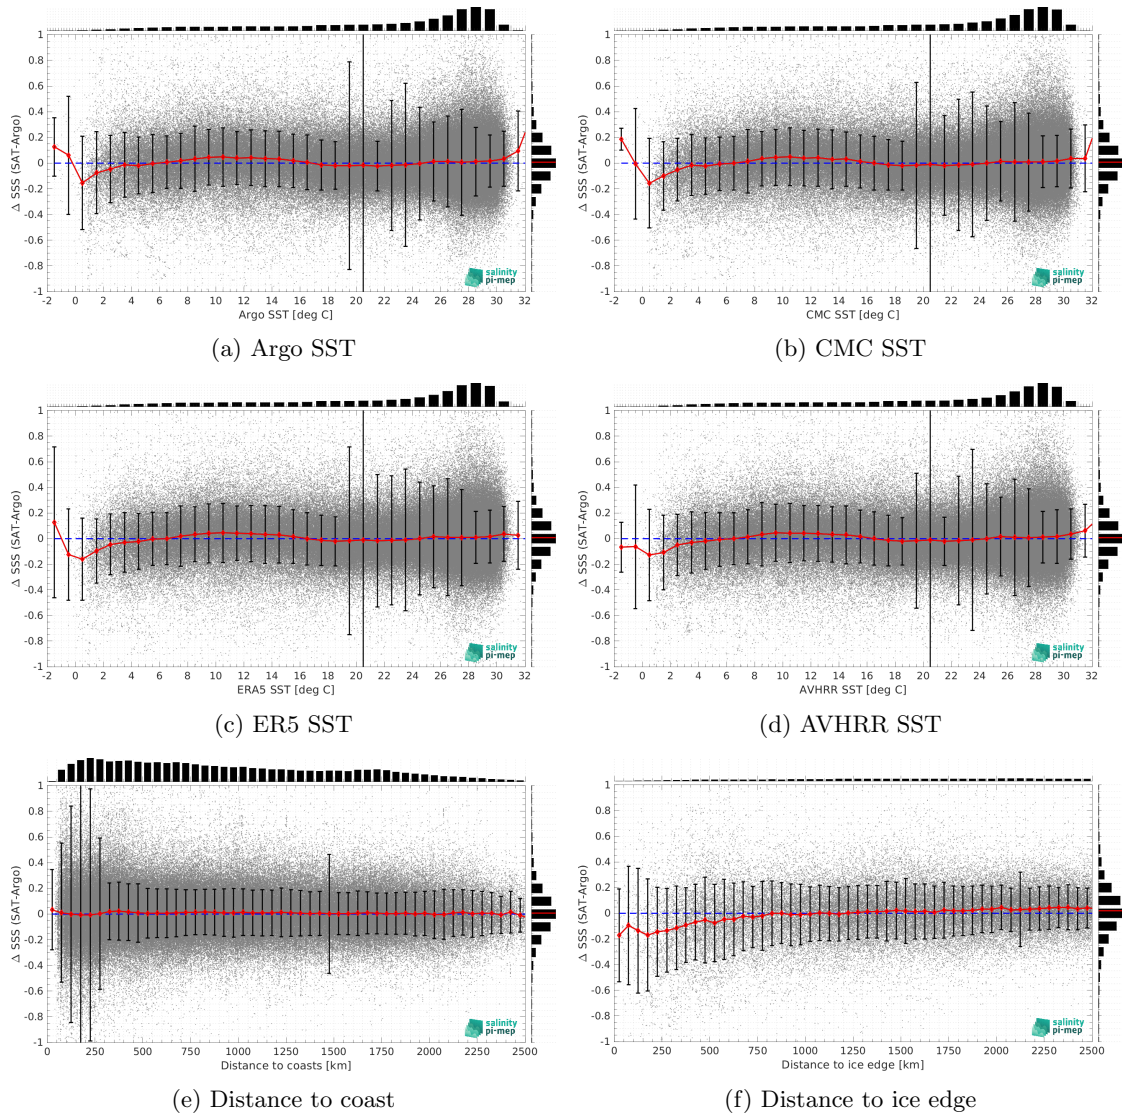 1
0.8
0.6
0.4
0.2
0
-0.2
-0.4
-0.6
-0.8
-1
Δ SSS (SAT-Argo)
-2 0 2 4 6 8 10 12 14 16 18 20 22 24 26 28 30 32
Argo SST [deg C]
salinity
pi-mep
(a) Argo SST
1
0.8
0.6
0.4
0.2
0
-0.2
-0.4
-0.6
-0.8
-1
Δ SSS (SAT-Argo)
-2 0 2 4 6 8 10 12 14 16 18 20 22 24 26 28 30 32
CMC SST [deg C]
salinity
pi-mep
(b) CMC SST
1
0.8
0.6
0.4
0.2
0
-0.2
-0.4
-0.6
-0.8
-1
Δ SSS (SAT-Argo)
-2 0 2 4 6 8 10 12 14 16 18 20 22 24 26 28 30 32
ERA5 SST [deg C]
salinity
pi-mep
(c) ER5 SST
1
0.8
0.6
0.4
0.2
0
-0.2
-0.4
-0.6
-0.8
-1
Δ SSS (SAT-Argo)
-2 0 2 4 6 8 10 12 14 16 18 20 22 24 26 28 30 32
AVHRR SST [deg C]
salinity
pi-mep
(d) AVHRR SST
1
0.8
0.6
0.4
0.2
0
-0.2
-0.4
-0.6
-0.8
-1
Δ SSS (SAT-Argo)
0 250 500 750 1000 1250 1500 1750 2000 2250 2500
Distance to coasts [km]
salinity
pi-mep
(e) Distance to coast
1
0.8
0.6
0.4
0.2
0
-0.2
-0.4
-0.6
-0.8
-1
Δ SSS (SAT-Argo)
0 250 500 750 1000 1250 1500 1750 2000 2250 2500
Distance to ice edge [km]
salinity
pi-mep
(f) Distance to ice edge